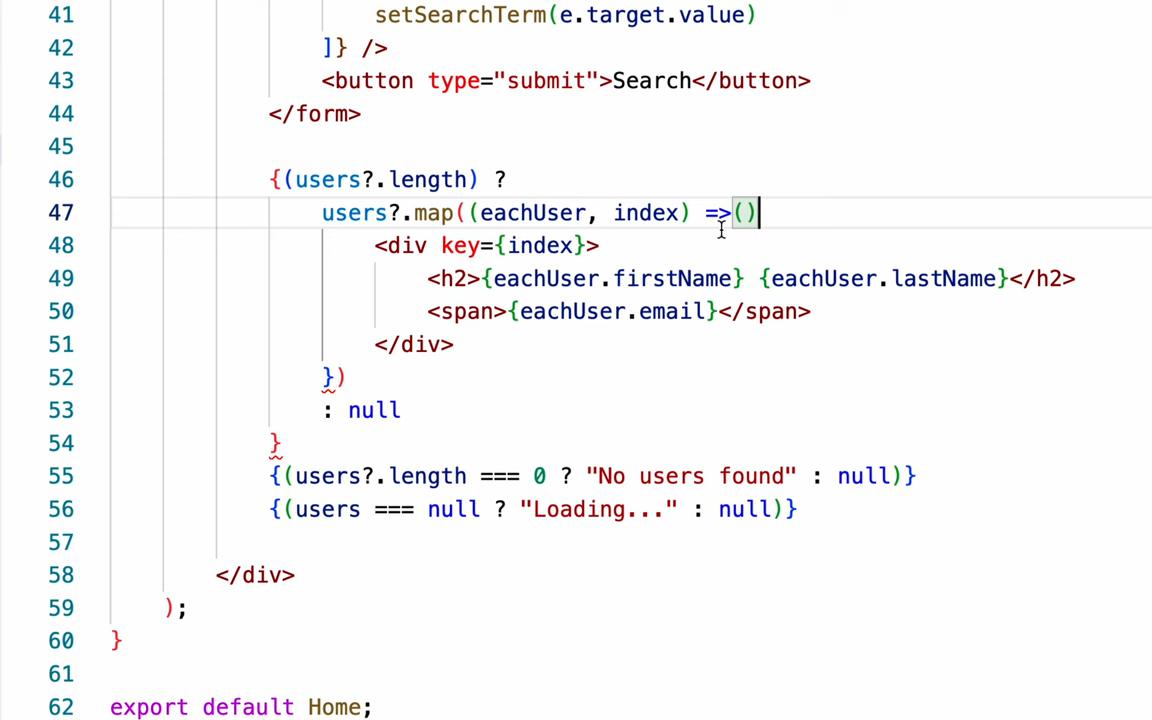 41 setSearchTerm(e.target.value)
42 ]} />
43 <button type="submit">Search</button>
44 </form>
45
46 {(users?.length) ?
47 users?.map((eachUser, index) =>()
48 <div key={index}>
49 <h2>{eachUser.firstName} {eachUser.lastName}</h2>
50 <span>{eachUser.email}</span>
51 </div>
52 })
53 : null
54 }
55 {(users?.length === 0 ? "No users found" : null)}
56 {(users === null ? "Loading..." : null)}
57
58 </div>
59 );
60 }
61
62 export default Home;